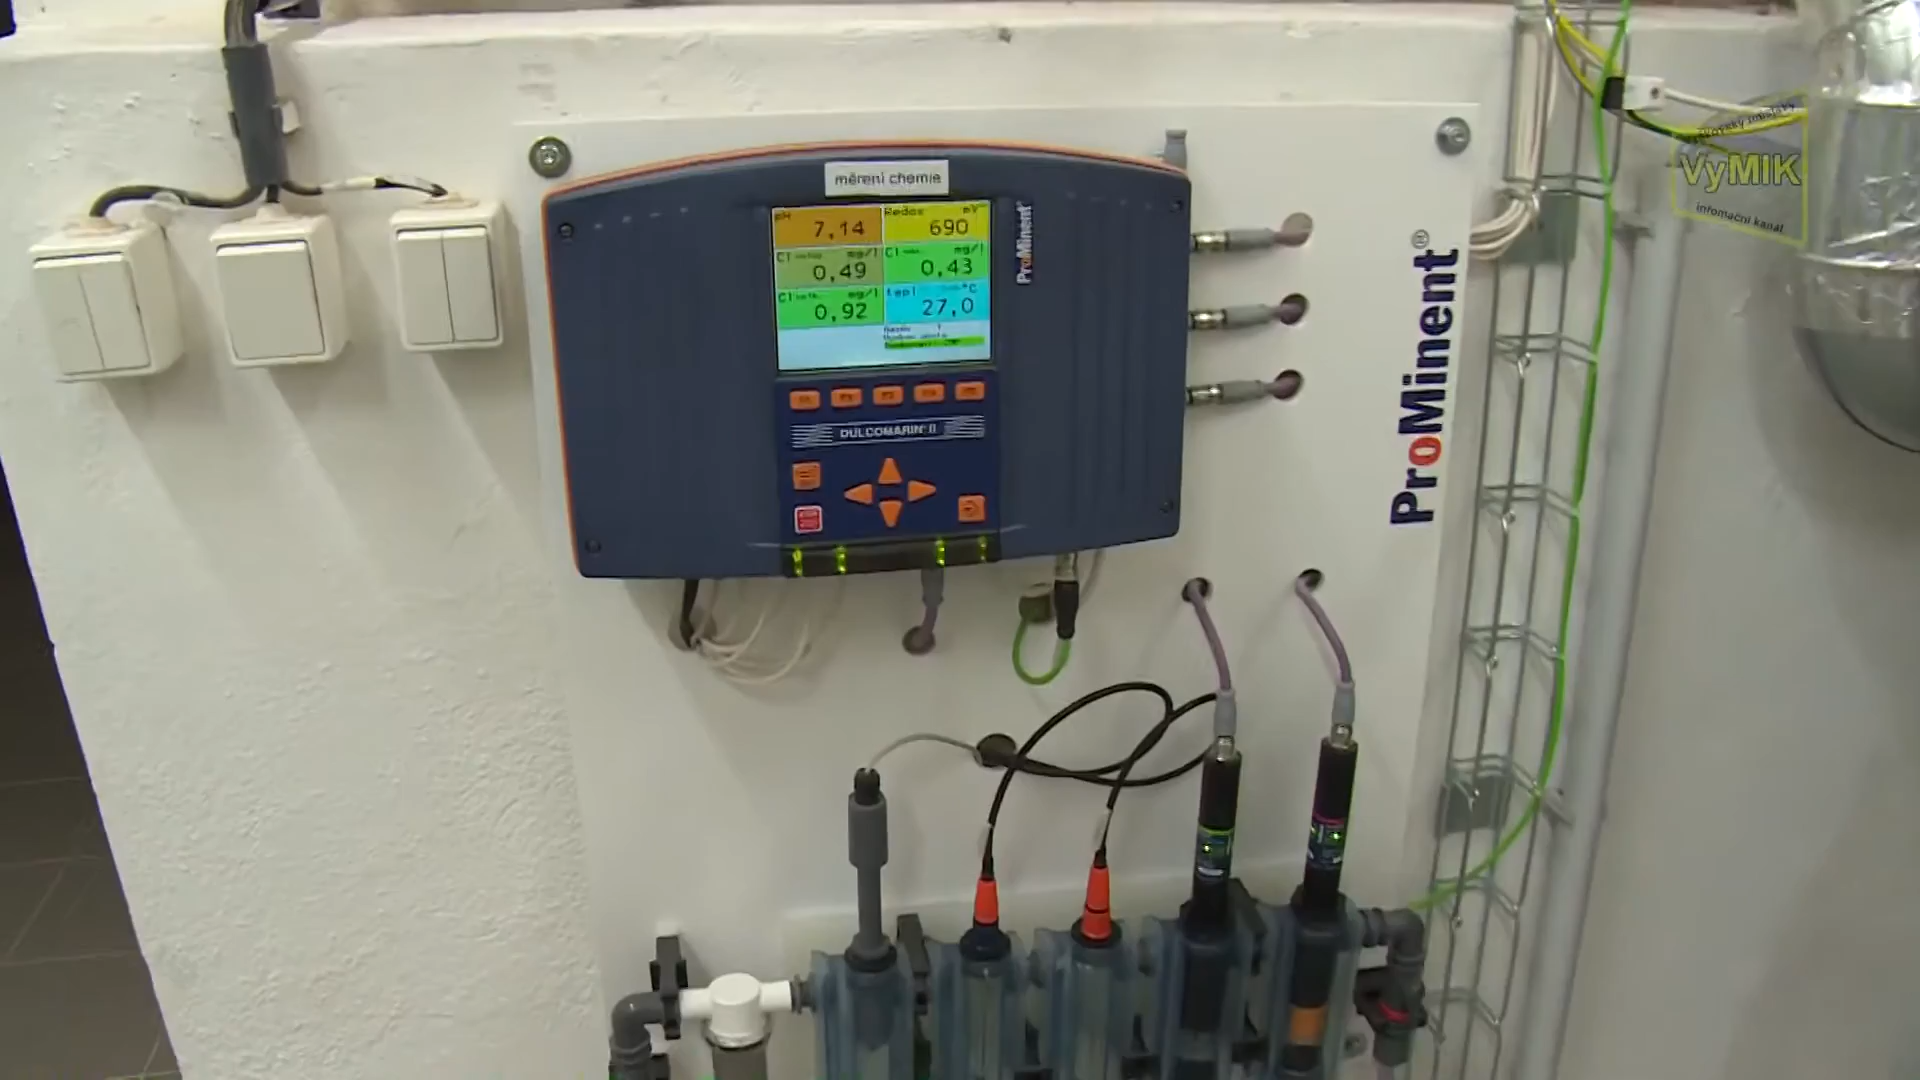 měření chemie
pH 7,14
Redox mV 690
Cl mg/l 0,49
Cl mg/l 0,43
Cl mg/l 0,92
tepl °C 27,0
ProMinent
DULCOMARIN II
ProMinent®
VyMIK
infomační kanál